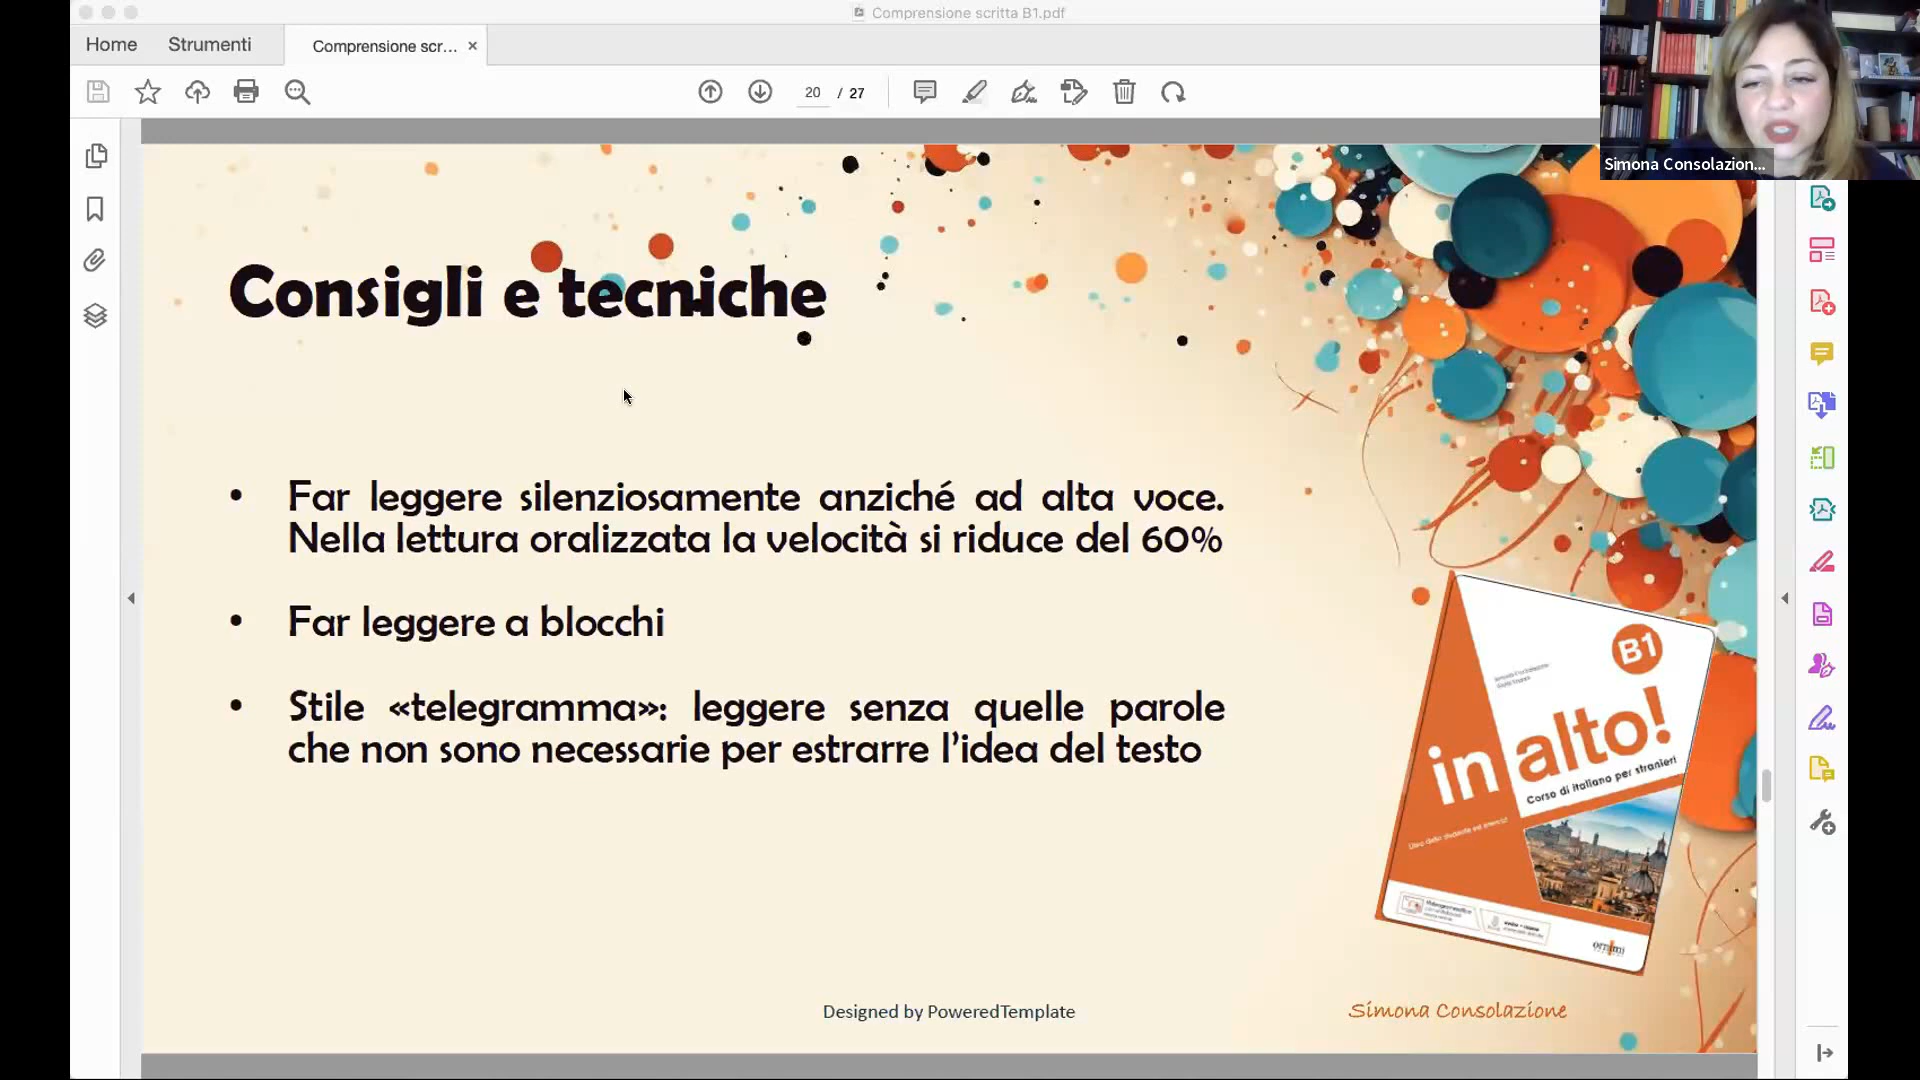 Comprensione scritta B1.pdf
Home
Strumenti
Comprensione scr...
20 / 27
Simona Consolazion...
Consigli e tecniche
• Far leggere silenziosamente anziché ad alta voce.
Nella lettura oralizzata la velocità si riduce del 60%
• Far leggere a blocchi
• Stile «telegramma»: leggere senza quelle parole
che non sono necessarie per estrarre l’idea del testo
B1
in alto!
Corso di italiano per stranieri
ornimi
Designed by PoweredTemplate
Simona Consolazione